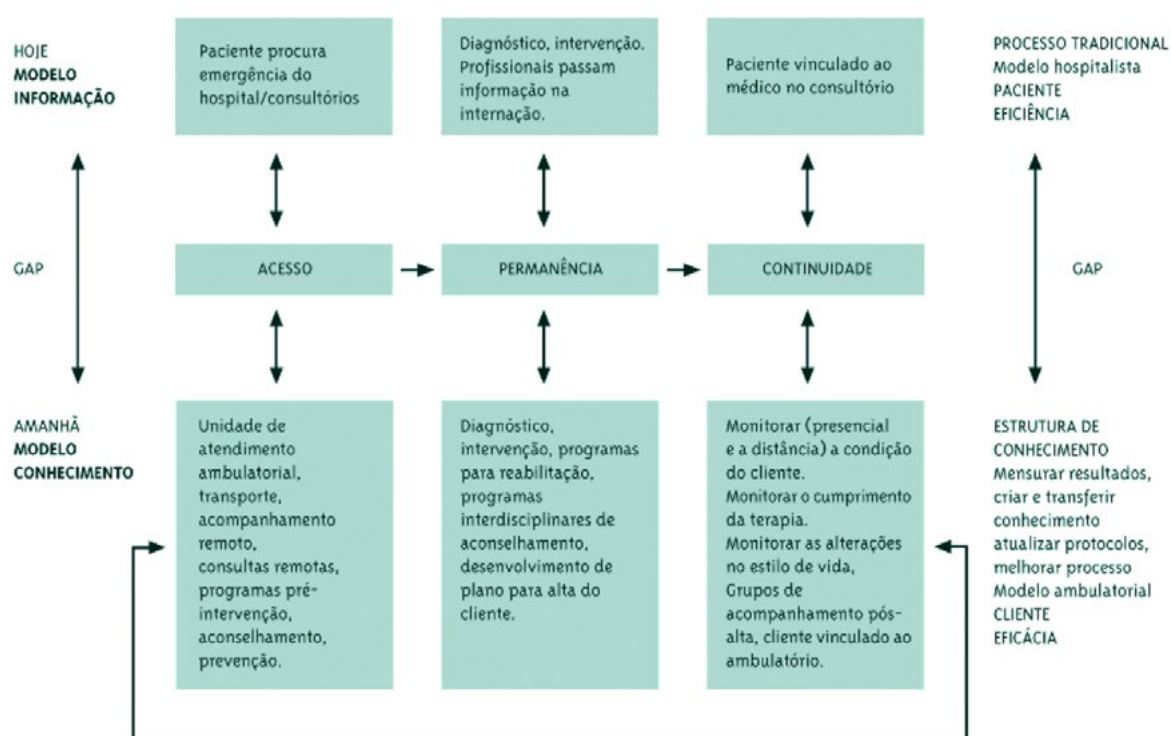 HOJE
MODELO
INFORMAÇÃO
Paciente procura
emergência do
hospital/consultórios
Diagnóstico, intervenção.
Profissionais passam
informação na
internação.
Paciente vinculado ao
médico no consultório
PROCESSO TRADICIONAL
Modelo hospitalista
PACIENTE
EFICIÊNCIA
GAP
ACESSO
PERMANÊNCIA
CONTINUIDADE
GAP
AMANHÃ
MODELO
CONHECIMENTO
Unidade de
atendimento
ambulatorial,
transporte,
acompanhamento
remoto,
consultas remotas,
programas pré-
intervenção,
aconselhamento,
prevenção.
Diagnóstico,
intervenção, programas
para reabilitação,
programas
interdisciplinares de
aconselhamento,
desenvolvimento de
plano para alta do
cliente.
Monitorar (presencial
e a distância) a condição
do cliente.
Monitorar o cumprimento
da terapia.
Monitorar as alterações
no estilo de vida,
Grupos de
acompanhamento pós-
alta, cliente vinculado ao
ambulatório.
ESTRUTURA DE
CONHECIMENTO
Mensurar resultados,
criar e transferir
conhecimento
atualizar protocolos,
melhorar processo
Modelo ambulatorial
CLIENTE
EFICÁCIA